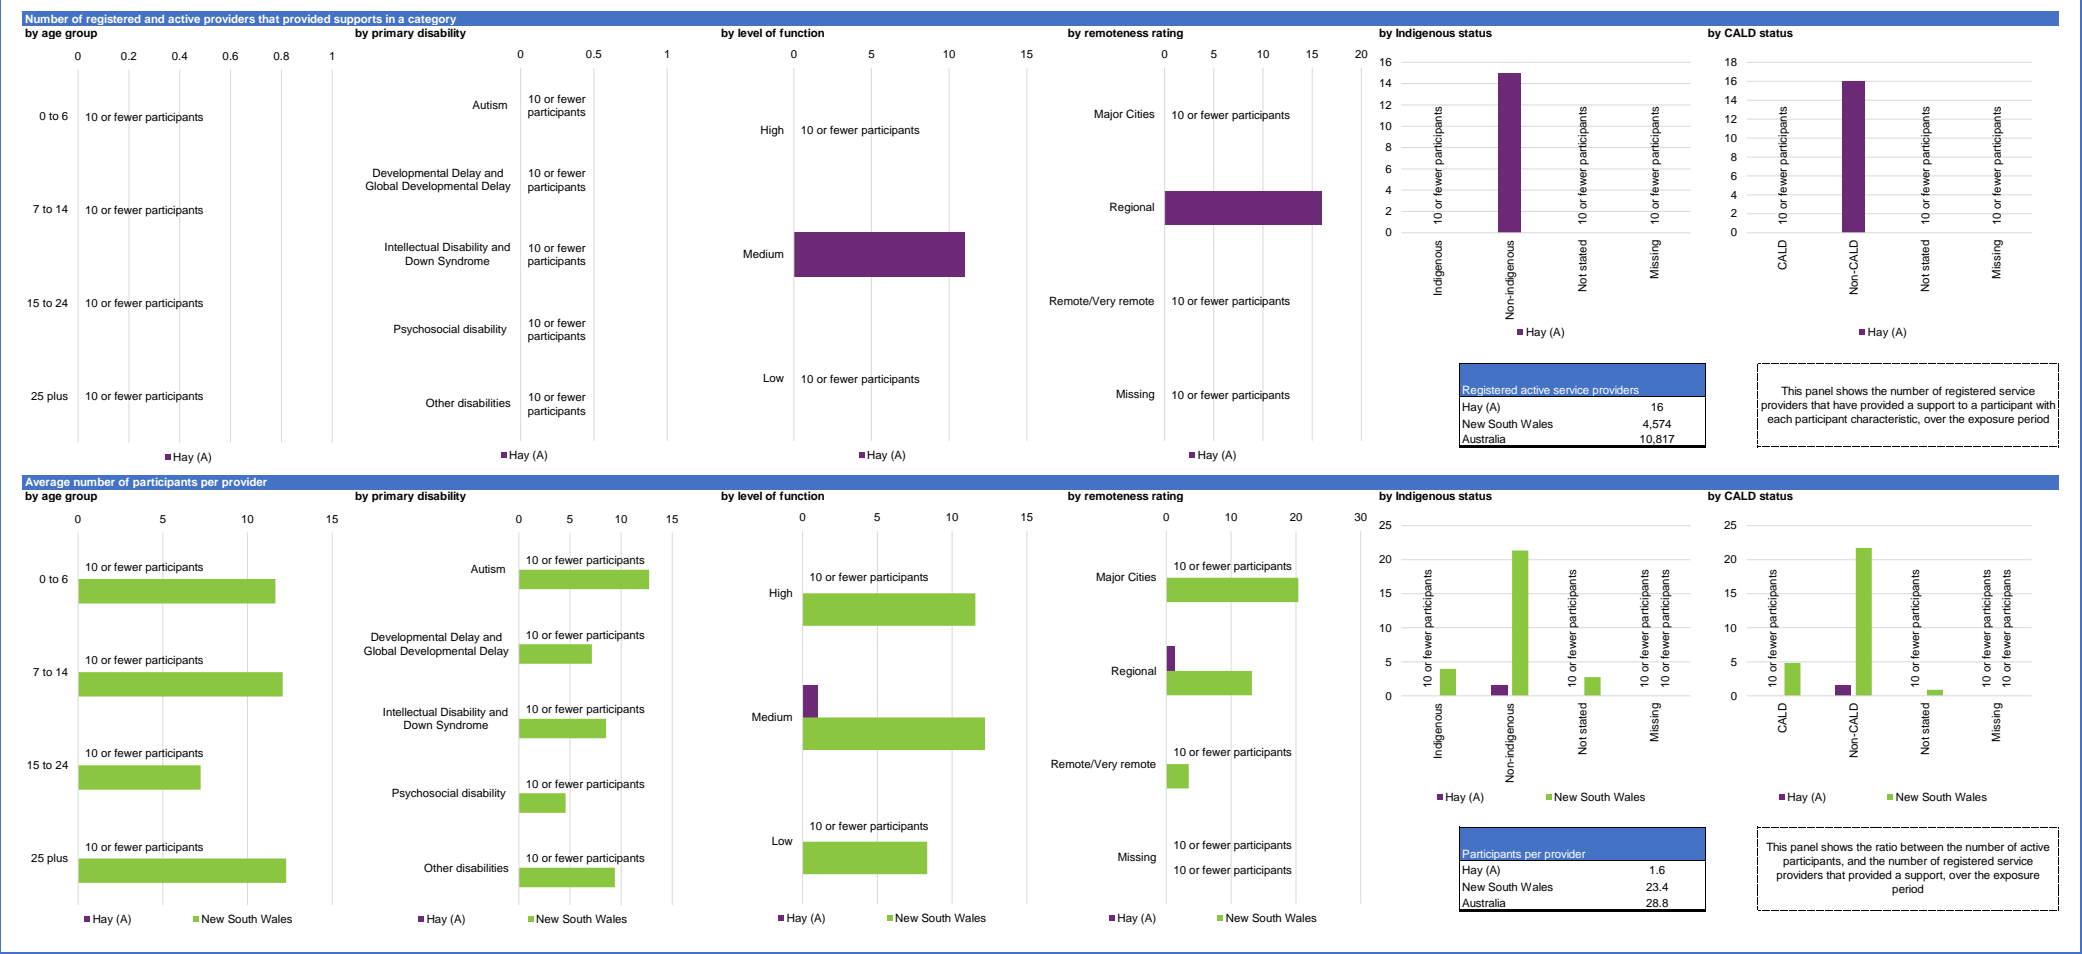 Number of registered and active providers that provided supports in a category
by age group
0 0.2 0.4 0.6 0.8 1
0 to 6 10 or fewer participants
7 to 14 10 or fewer participants
15 to 24 10 or fewer participants
25 plus 10 or fewer participants
Hay (A)
by primary disability
0 0.5 1
Autism 10 or fewer
participants
Developmental Delay and
Global Developmental Delay
10 or fewer
participants
Intellectual Disability and
Down Syndrome
10 or fewer
participants
Psychosocial disability 10 or fewer
participants
Other disabilities 10 or fewer
participants
Hay (A)
by level of function
0 5 10 15
High 10 or fewer participants
Medium
Low 10 or fewer participants
Hay (A)
by remoteness rating
0 5 10 15 20
Major Cities 10 or fewer participants
Regional
Remote/Very remote 10 or fewer participants
Missing 10 or fewer participants
Hay (A)
by Indigenous status
16
14
12
10
8
6
4
2
0
10 or fewer participants
10 or fewer participants
10 or fewer participants
Indigenous
Non-indigenous
Not stated
Missing
Hay (A)
by CALD status
18
16
14
12
10
8
6
4
2
0
10 or fewer participants
10 or fewer participants
10 or fewer participants
CALD
Non-CALD
Not stated
Missing
Hay (A)
Registered active service providers
Hay (A) 16
New South Wales 4,574
Australia 10,817
This panel shows the number of registered service
providers that have provided a support to a participant with
each participant characteristic, over the exposure period
Average number of participants per provider
by age group
0 5 10 15
10 or fewer participants
0 to 6
10 or fewer participants
7 to 14
10 or fewer participants
15 to 24
10 or fewer participants
25 plus
Hay (A) New South Wales
by primary disability
0 5 10 15
10 or fewer participants
Autism
10 or fewer participants
Developmental Delay and
Global Developmental Delay
10 or fewer participants
Intellectual Disability and
Down Syndrome
10 or fewer participants
Psychosocial disability
10 or fewer participants
Other disabilities
Hay (A) New South Wales
by level of function
0 5 10 15
10 or fewer participants
High
Medium
10 or fewer participants
Low
Hay (A) New South Wales
by remoteness rating
0 10 20 30
10 or fewer participants
Major Cities
Regional
10 or fewer participants
Remote/Very remote
10 or fewer participants
Missing
10 or fewer participants
Hay (A) New South Wales
by Indigenous status
25
20
15
10
5
0
10 or fewer participants
10 or fewer participants
10 or fewer participants
10 or fewer participants
Indigenous
Non-indigenous
Not stated
Missing
Hay (A) New South Wales
by CALD status
25
20
15
10
5
0
10 or fewer participants
10 or fewer participants
10 or fewer participants
10 or fewer participants
CALD
Non-CALD
Not stated
Missing
Hay (A) New South Wales
Participants per provider
Hay (A) 1.6
New South Wales 23.4
Australia 28.8
This panel shows the ratio between the number of active
participants, and the number of registered service
providers that provided a support, over the exposure
period